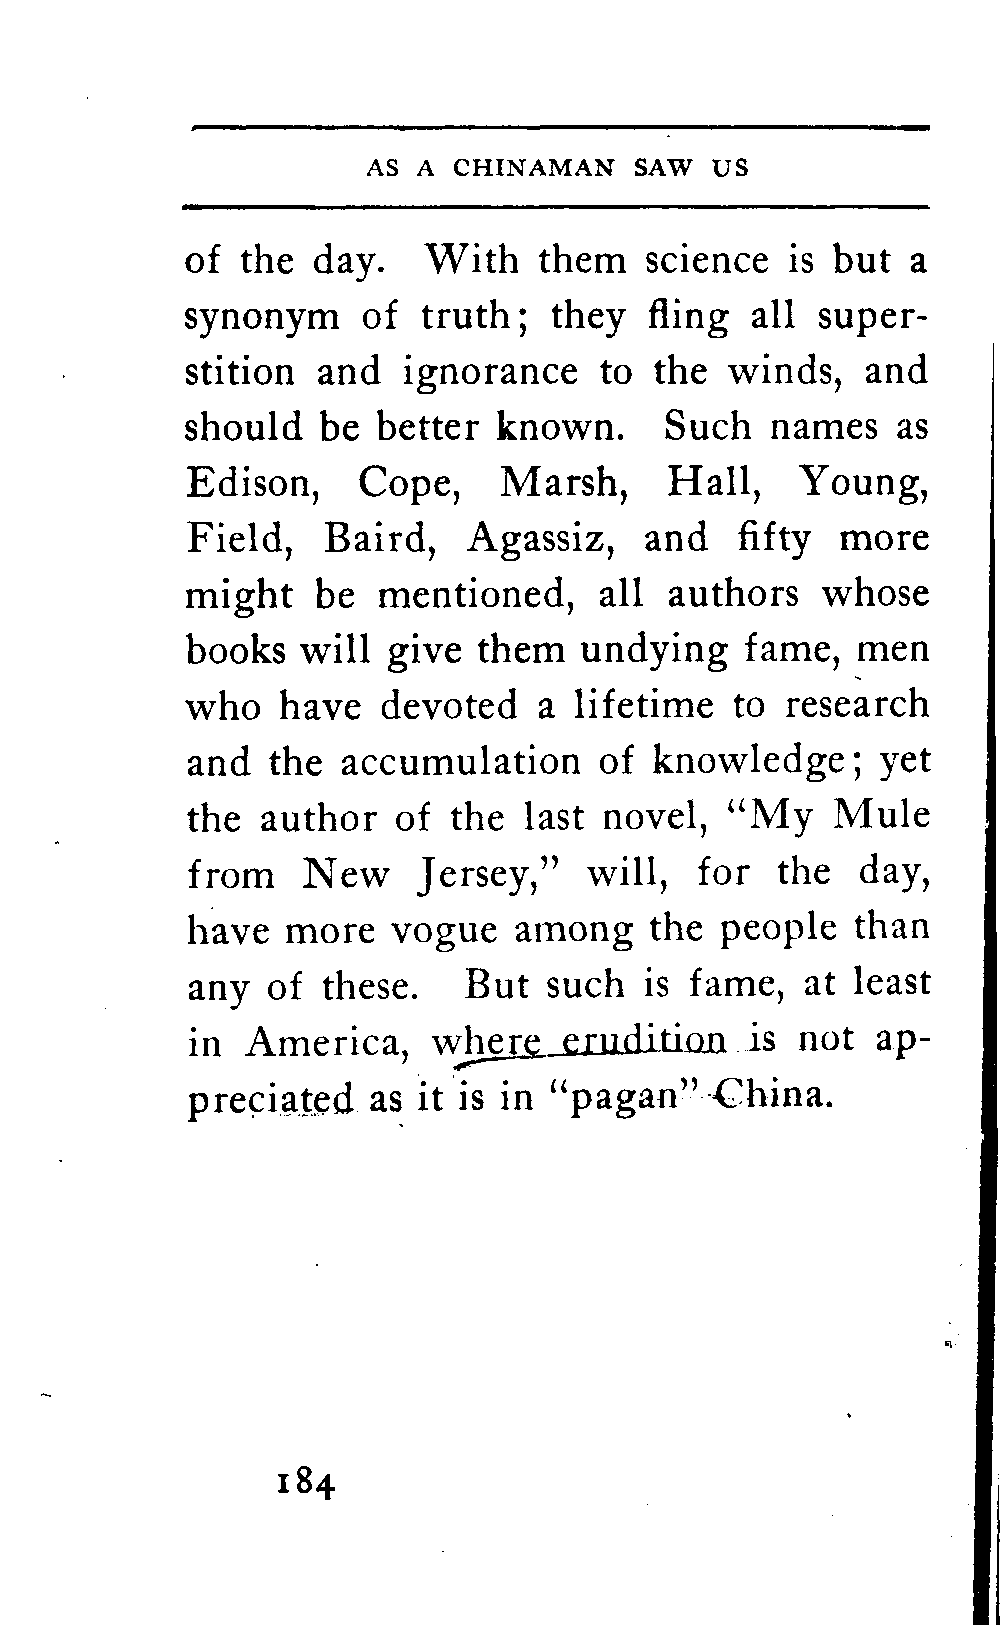 AS A CHINAMAN SAW US
of the day. With them science is but a
synonym of truth; they fling all super-
stition and ignorance to the winds, and
should be better known. Such names as
Edison, Cope, Marsh, Hall, Young,
Field, Baird, Agassiz, and fifty more
might be mentioned, all authors whose
books will give them undying fame, men
who have devoted a lifetime to research
and the accumulation of knowledge; yet
the author of the last novel, “My Mule
from New Jersey,” will, for the day,
have more vogue among the people than
any of these. But such is fame, at least
in America, where erudition is not ap-
preciated as it is in “pagan” China.
184